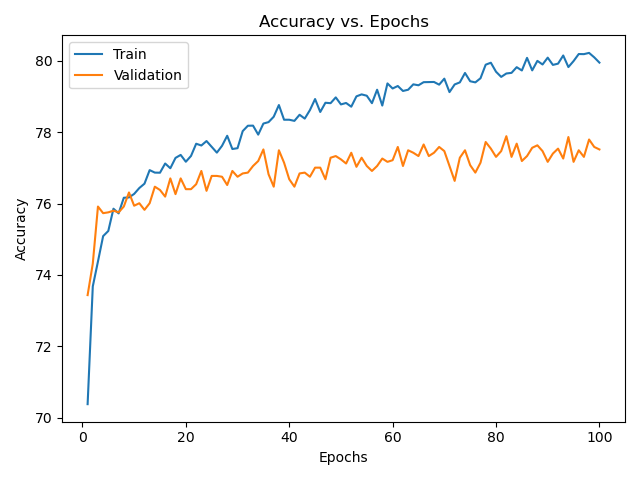 Accuracy vs. Epochs
Train
Validation
80
78
76
74
72
70
Accuracy
0 20 40 60 80 100
Epochs